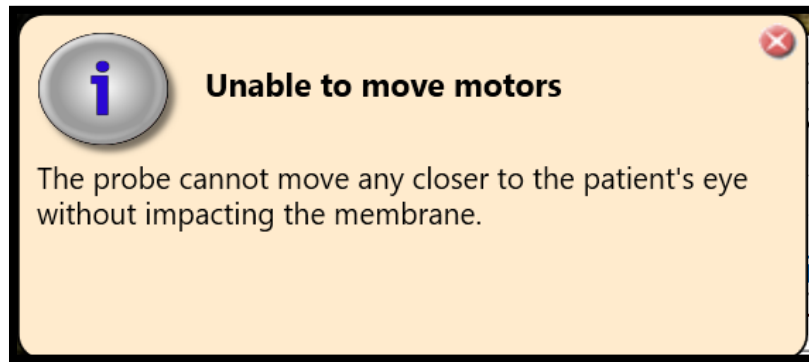 Unable to move motors
The probe cannot move any closer to the patient's eye
without impacting the membrane.